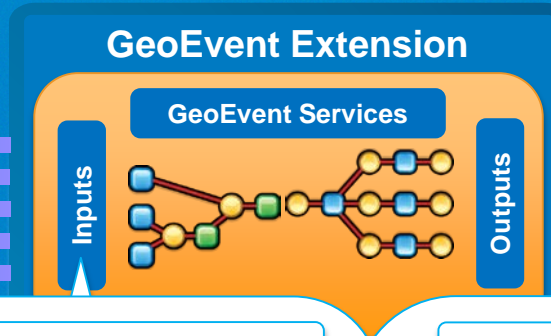 GeoEvent Extension
GeoEvent Services
Inputs
Outputs